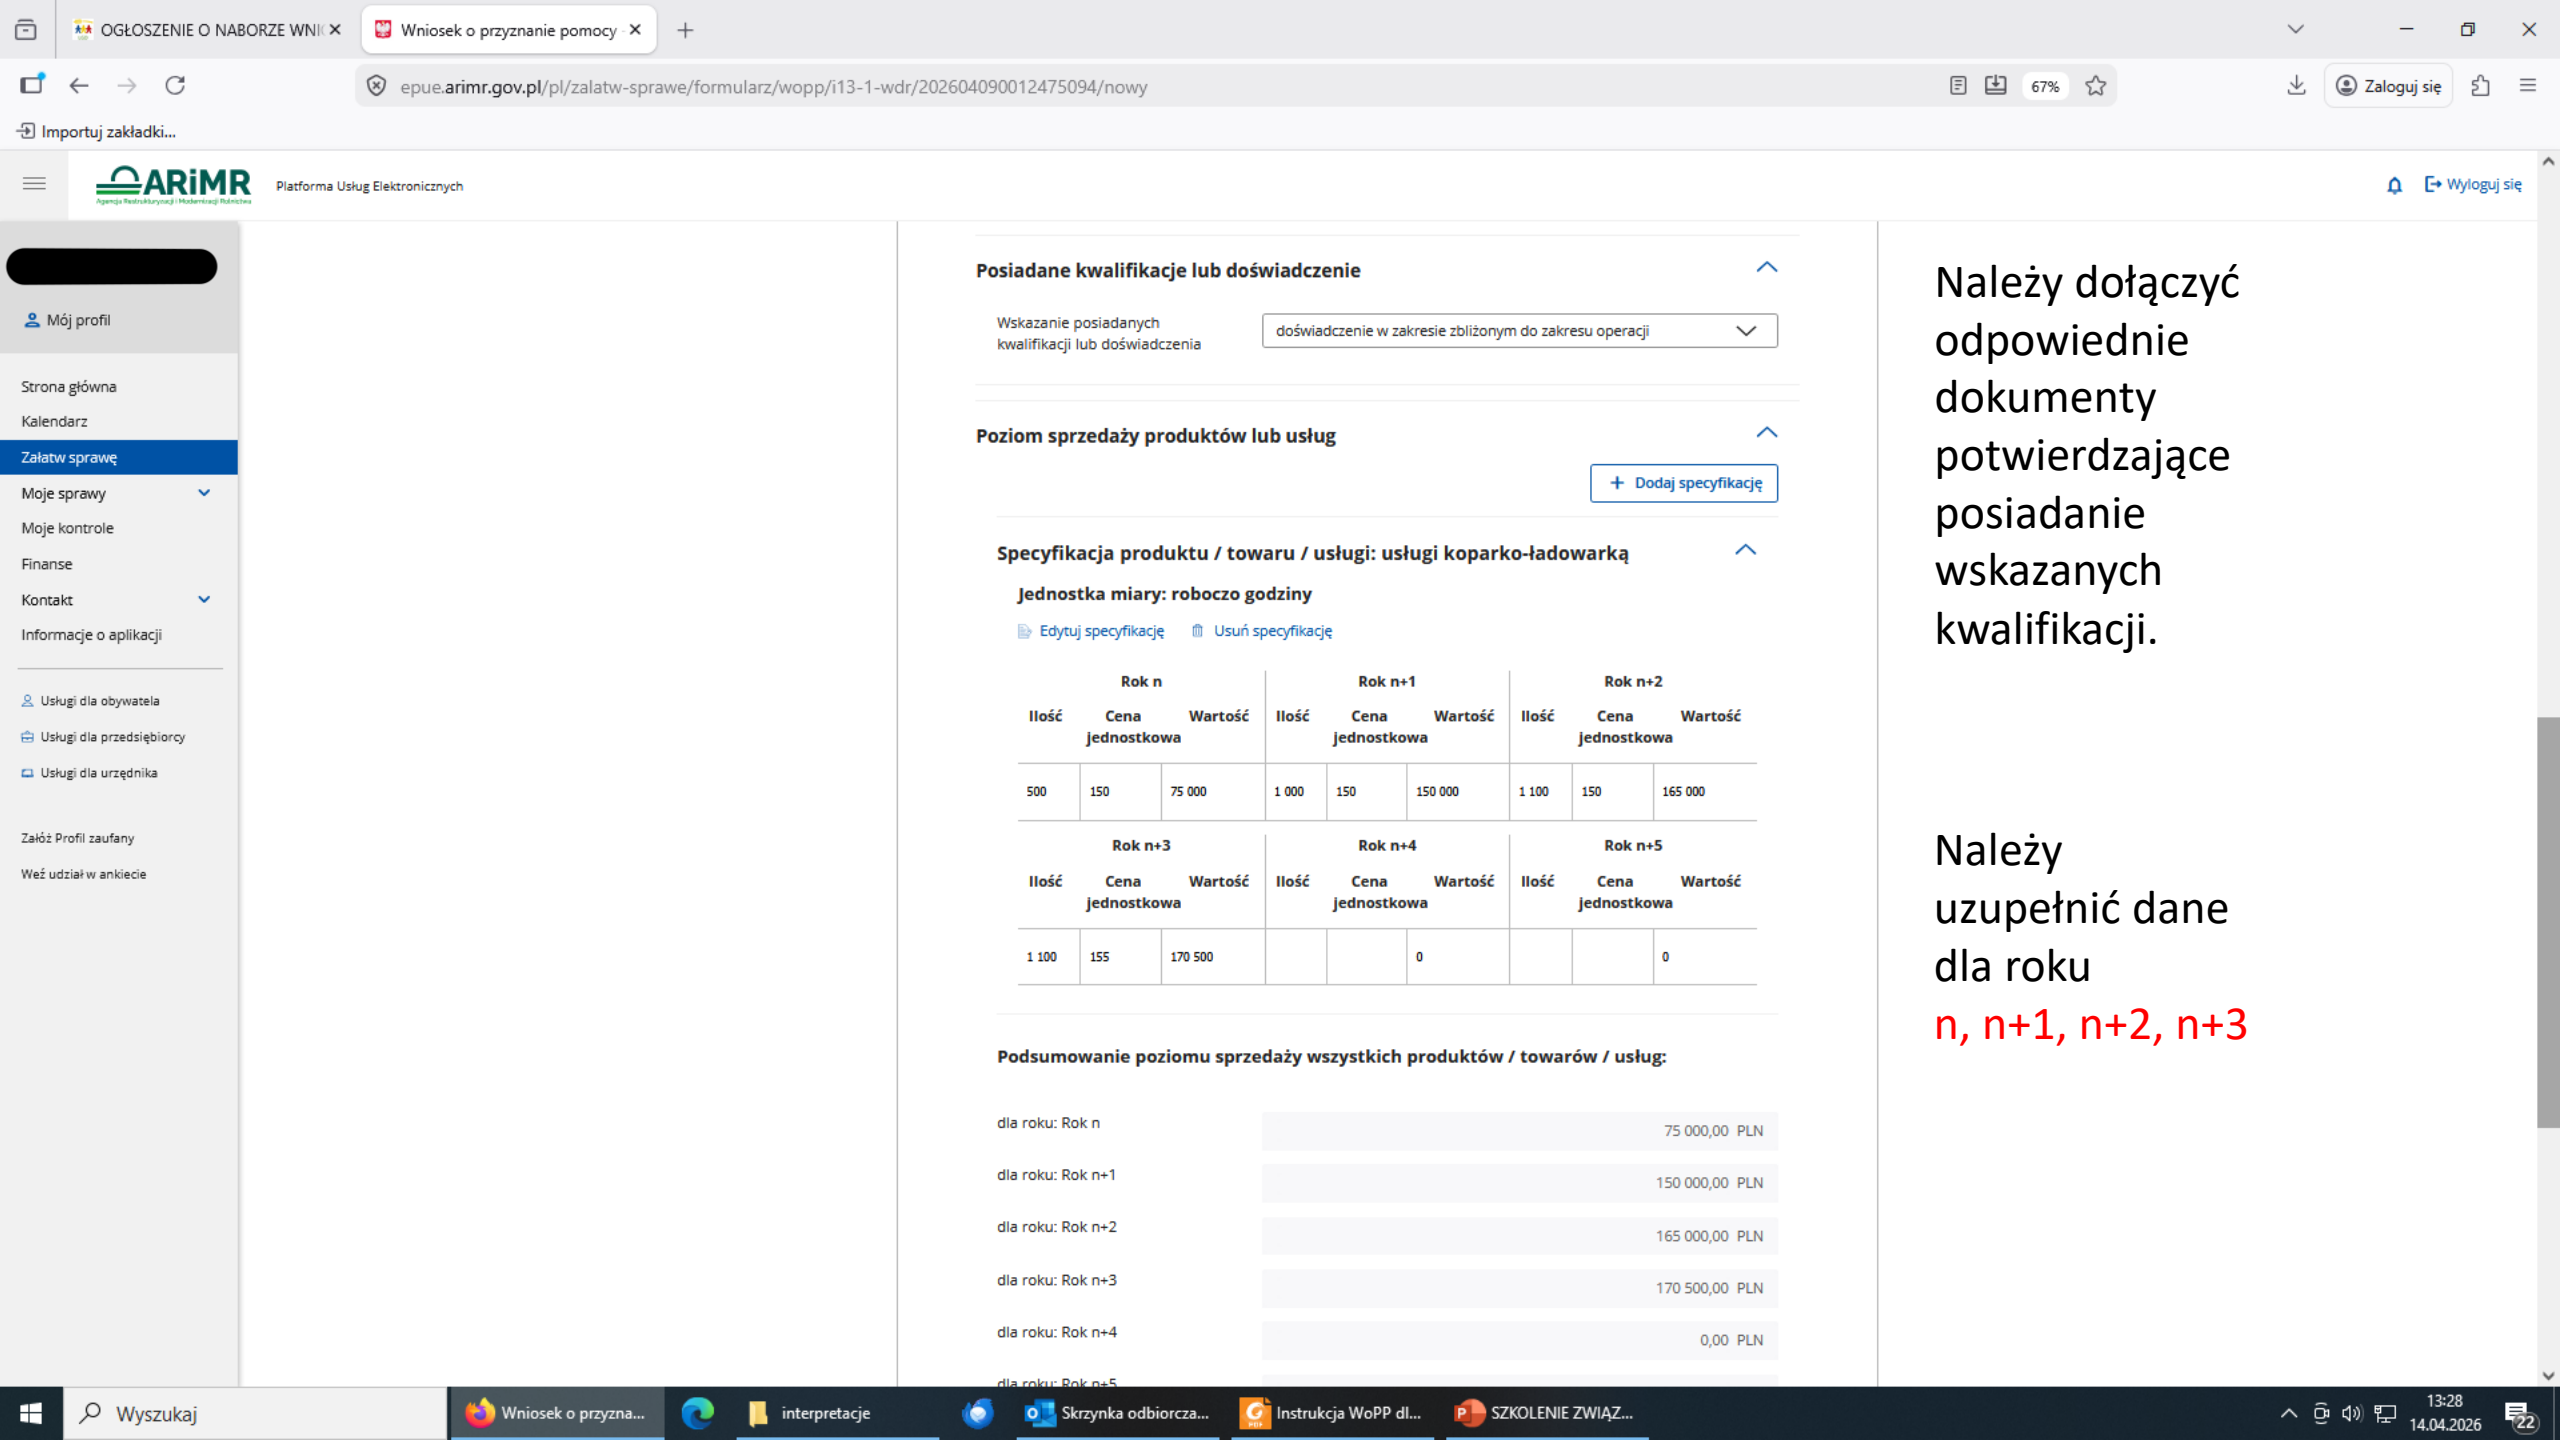 OGŁOSZENIE O NABORZE WNI
Wniosek o przyznanie pomocy -
epue.arimr.gov.pl/pl/zalatw-sprawe/formularz/wopp/i13-1-wdr/202604090012475094/nowy
67%
Zaloguj się
Importuj zakładki...
ARiMR
Agencja Restrukturyzacji i Modernizacji Rolnictwa
Platforma Usług Elektronicznych
Wyloguj się
Mój profil
Strona główna
Kalendarz
Załatw sprawę
Moje sprawy
Moje kontrole
Finanse
Kontakt
Informacje o aplikacji
Usługi dla obywatela
Usługi dla przedsiębiorcy
Usługi dla urzędnika
Załóż Profil zaufany
Weź udział w ankiecie
Posiadane kwalifikacje lub doświadczenie
Wskazanie posiadanych
kwalifikacji lub doświadczenia
doświadczenie w zakresie zbliżonym do zakresu operacji
Poziom sprzedaży produktów lub usług
+ Dodaj specyfikację
Specyfikacja produktu / towaru / usługi: usługi koparko-ładowarką
Jednostka miary: roboczo godziny
Edytuj specyfikację Usuń specyfikację
Rok n Rok n+1 Rok n+2
Ilość Cena jednostkowa Wartość Ilość Cena jednostkowa Wartość Ilość Cena jednostkowa Wartość
500 150 75 000 1 000 150 150 000 1 100 150 165 000
Rok n+3 Rok n+4 Rok n+5
Ilość Cena jednostkowa Wartość Ilość Cena jednostkowa Wartość Ilość Cena jednostkowa Wartość
1 100 155 170 500 0 0
Podsumowanie poziomu sprzedaży wszystkich produktów / towarów / usług:
dla roku: Rok n 75 000,00 PLN
dla roku: Rok n+1 150 000,00 PLN
dla roku: Rok n+2 165 000,00 PLN
dla roku: Rok n+3 170 500,00 PLN
dla roku: Rok n+4 0,00 PLN
dla roku: Rok n+5
Należy dołączyć
odpowiednie
dokumenty
potwierdzające
posiadanie
wskazanych
kwalifikacji.
Należy
uzupełnić dane
dla roku
n, n+1, n+2, n+3
Wyszukaj
Wniosek o przyzna...
interpretacje
Skrzynka odbiorcza...
Instrukcja WoPP dl...
SZKOLENIE ZWIĄZ...
13:28
14.04.2026
22